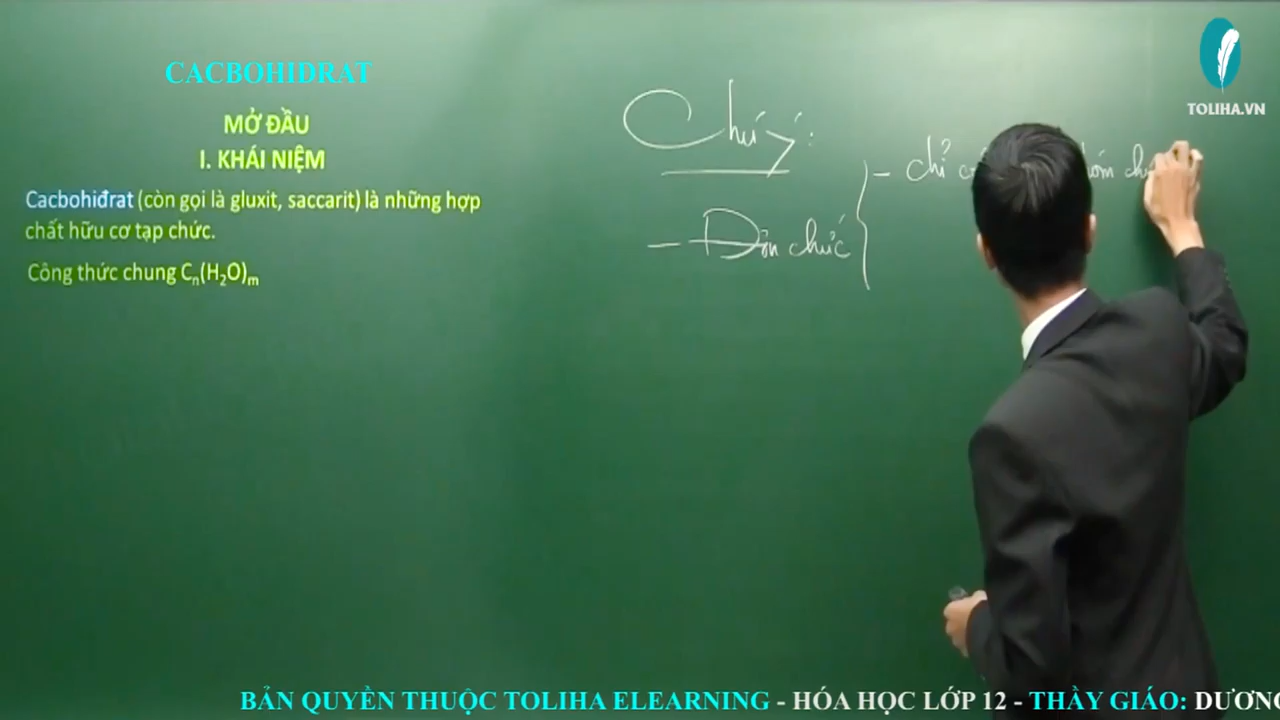 CACBOHIDRAT
MỞ ĐẦU
I. KHÁI NIỆM
Cacbohiđrat (còn gọi là gluxit, saccarit) là những hợp
chất hữu cơ tạp chức.
Công thức chung Cn(H2O)m
Chú ý:
- Đơn chức
- chỉ
TOLIHA.VN
BẢN QUYỀN THUỘC TOLIHA ELEARNING - HÓA HỌC LỚP 12 - THẦY GIÁO: DƯƠNG